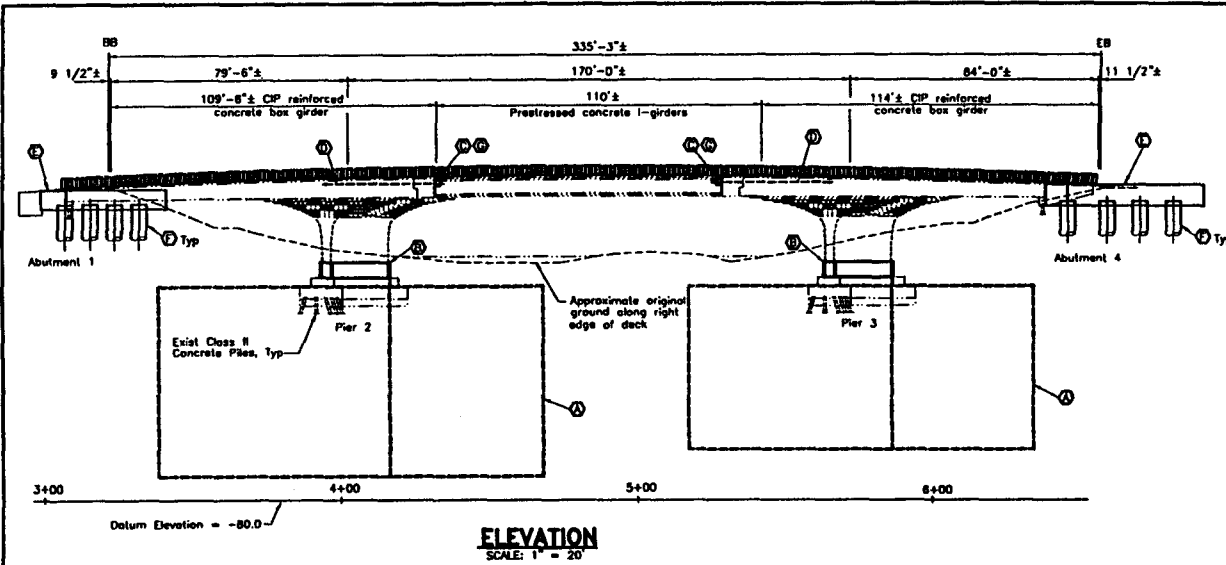 BB
335'-3"±
EB
9 1/2"±
79'-6"±
170'-0"±
84'-0"±
11 1/2"±
109'-6"± CIP reinforced
concrete box girder
110'±
Prestressed concrete I-girders
114'± CIP reinforced
concrete box girder
E
D
C
G
C
G
D
E
F
Typ
B
B
F
Typ
Abutment 1
Abutment 4
Approximate original
ground along right
edge of deck
Pier 2
Pier 3
Exist Class II
Concrete Piles, Typ
A
A
3+00
4+00
5+00
6+00
Datum Elevation = -80.0
ELEVATION
SCALE: 1" = 20'